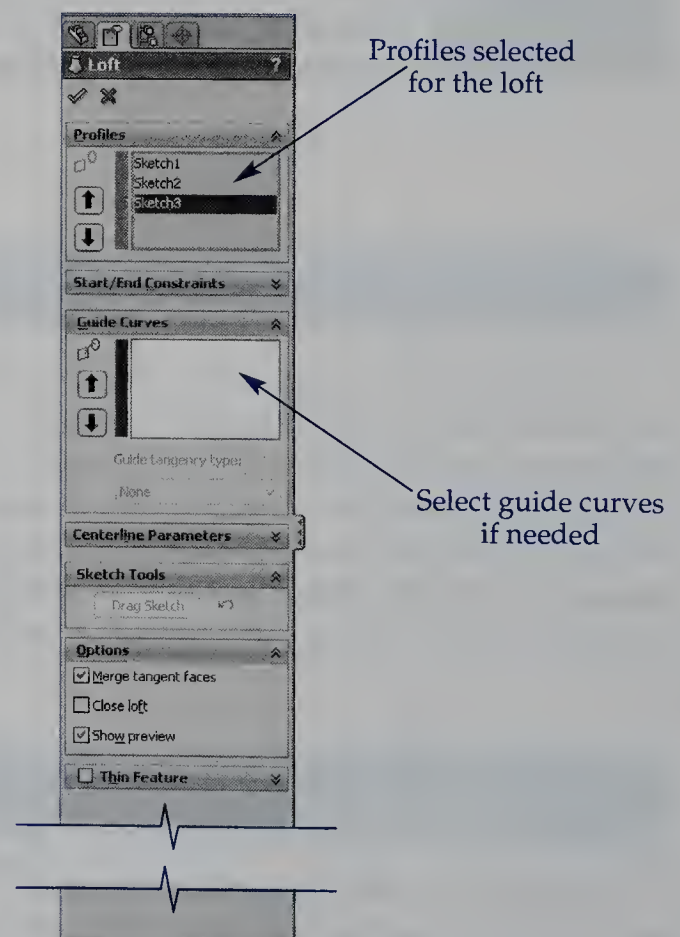 Loft ?
Profiles selected
for the loft
Profiles
Sketch1
Sketch2
Sketch3
Start/End Constraints
Guide Curves
Guide tangency type:
None
Select guide curves
if needed
Centerline Parameters
Sketch Tools
Drag Sketch
Options
Merge tangent faces
Close loft
Show preview
Thin Feature